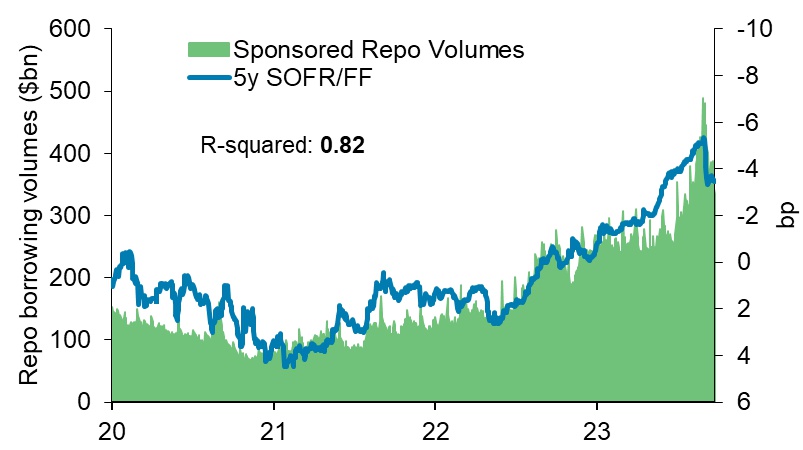 600
500
400
300
200
100
0
Repo borrowing volumes ($bn)
Sponsored Repo Volumes
5y SOFR/FF
R-squared: 0.82
-10
-8
-6
-4
-2
0
2
4
6
bp
20 21 22 23